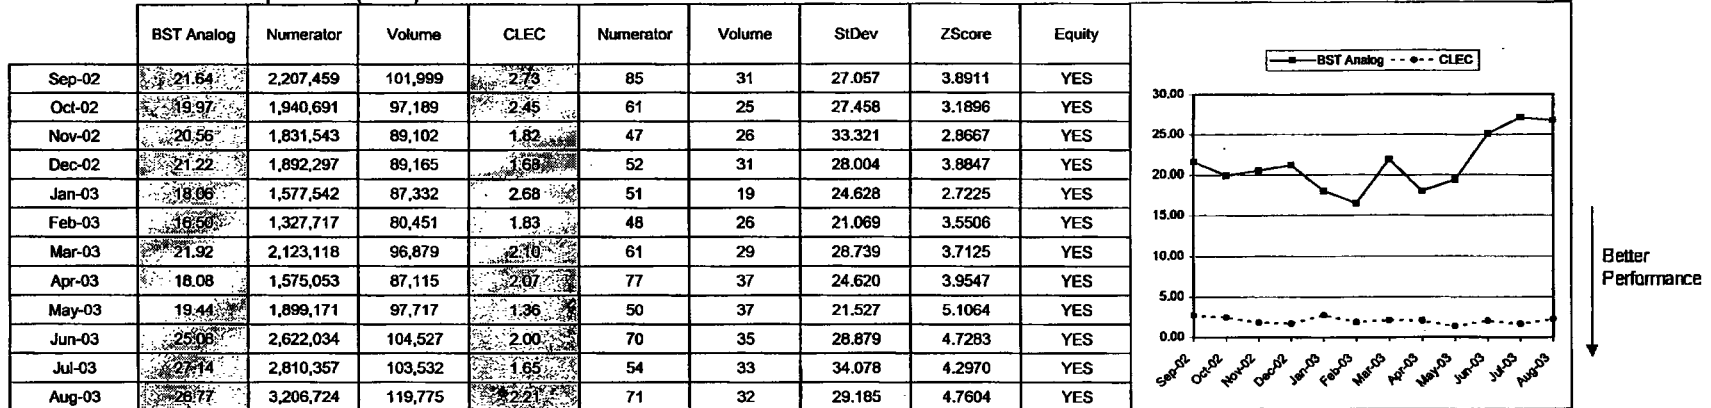 BST Analog Numerator Volume CLEC Numerator Volume StDev ZScore Equity
Sep-02 21.64 2,207,459 101,999 2.73 85 31 27.057 3.8911 YES
Oct-02 19.97 1,940,691 97,189 2.45 61 25 27.458 3.1896 YES
Nov-02 20.56 1,831,543 89,102 1.82 47 26 33.321 2.8667 YES
Dec-02 21.22 1,892,297 89,165 1.68 52 31 28.004 3.8847 YES
Jan-03 18.06 1,577,542 87,332 2.68 51 19 24.628 2.7225 YES
Feb-03 16.50 1,327,717 80,451 1.83 48 26 21.069 3.5506 YES
Mar-03 21.92 2,123,118 96,879 2.10 61 29 28.739 3.7125 YES
Apr-03 18.08 1,575,053 87,115 2.07 77 37 24.620 3.9547 YES
May-03 19.44 1,899,171 97,717 1.36 50 37 21.527 5.1064 YES
Jun-03 25.08 2,622,034 104,527 2.00 70 35 28.879 4.7283 YES
Jul-03 27.14 2,810,357 103,532 1.65 54 33 34.078 4.2970 YES
Aug-03 26.77 3,206,724 119,775 2.21 71 32 29.185 4.7604 YES
BST Analog CLEC
30.00
25.00
20.00
15.00
10.00
5.00
0.00
Sep-02 Oct-02 Nov-02 Dec-02 Jan-03 Feb-03 Mar-03 Apr-03 May-03 Jun-03 Jul-03 Aug-03
Better
Performance